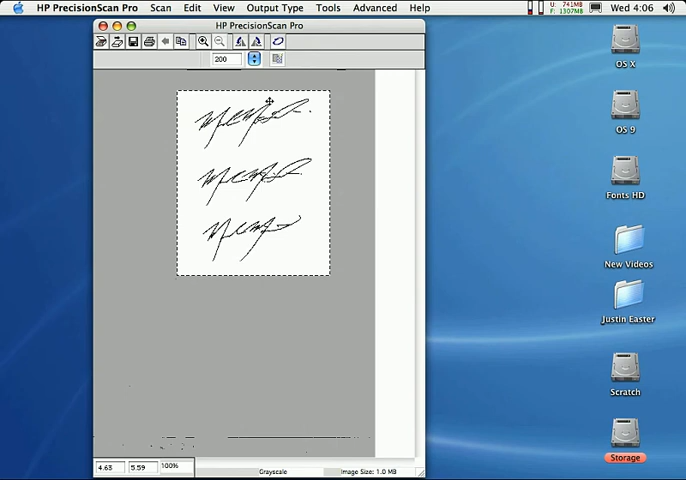 HP PrecisionScan Pro Scan Edit View Output Type Tools Advanced Help U: 741MB F: 1307MB Wed 4:06
HP PrecisionScan Pro
200
OS X
OS 9
Fonts HD
New Videos
Justin Easter
Scratch
Storage
4.63 5.59 100%
Grayscale Image Size: 1.0 MB